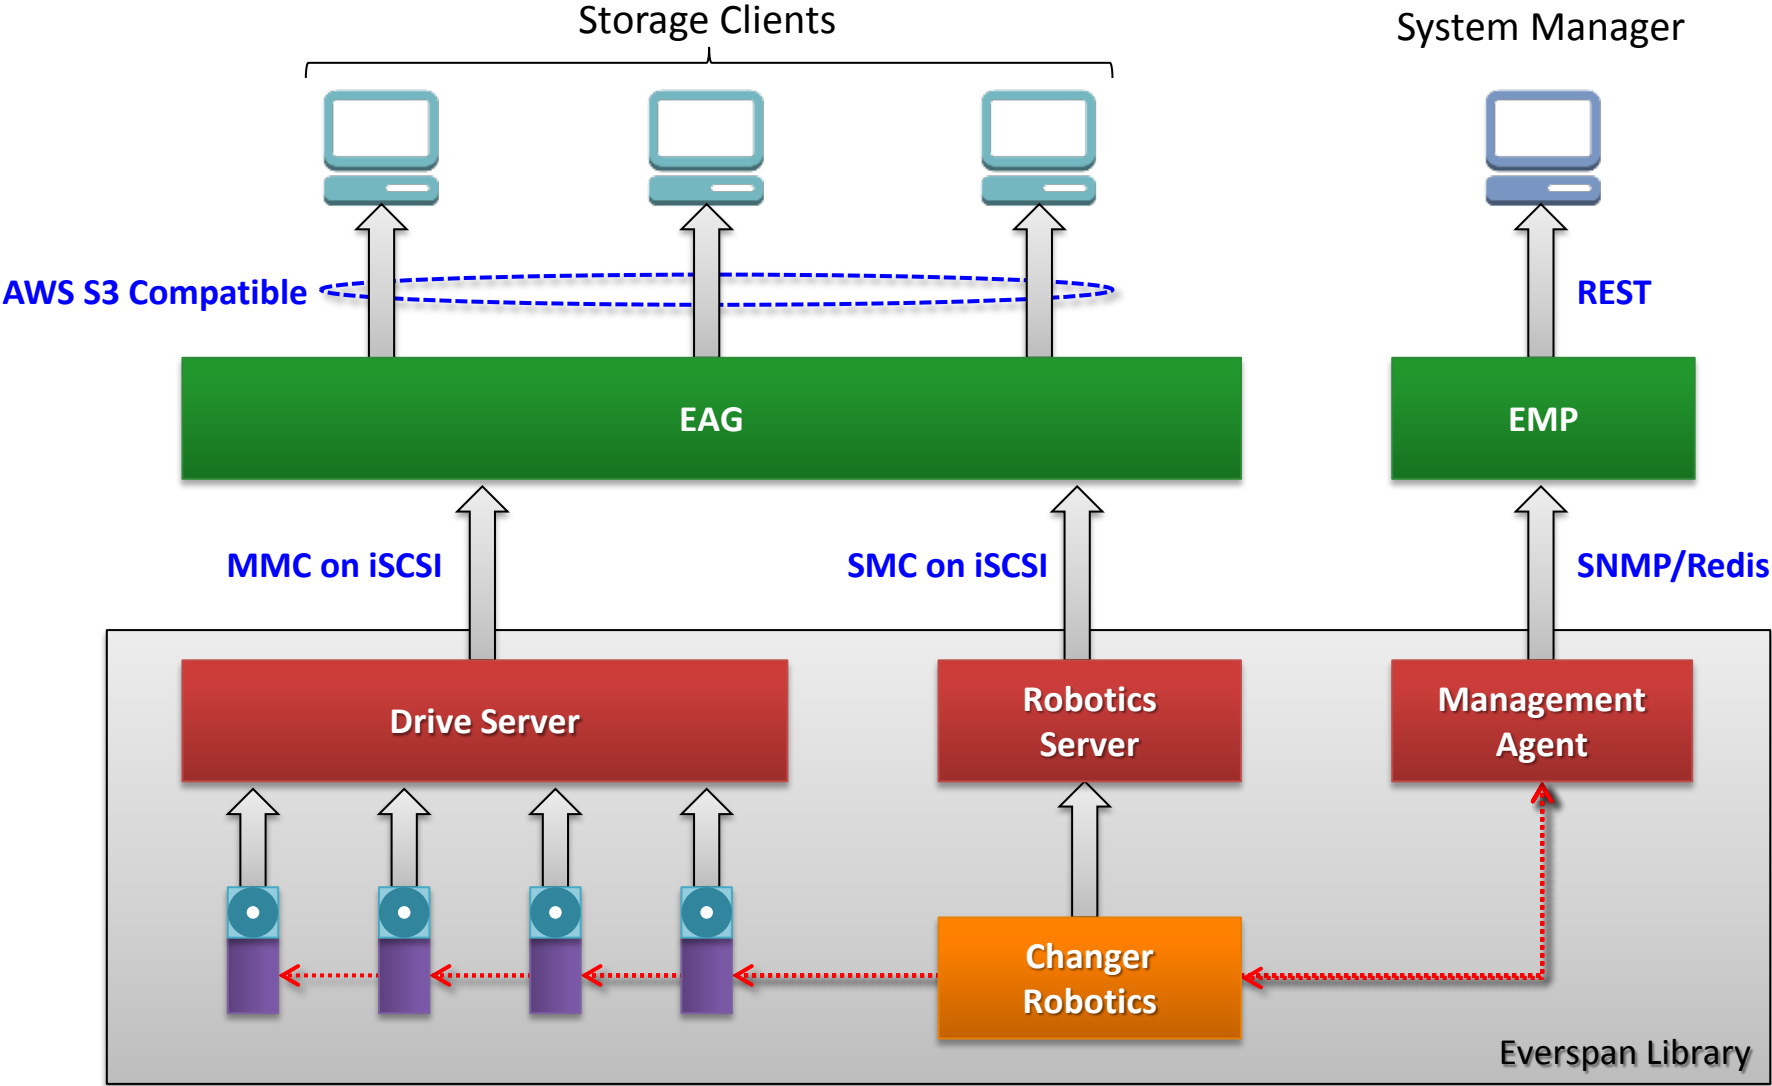 Storage Clients
System Manager
AWS S3 Compatible
REST
EAG
EMP
MMC on iSCSI
SMC on iSCSI
SNMP/Redis
Drive Server
Robotics
Server
Management
Agent
Changer
Robotics
Everspan Library